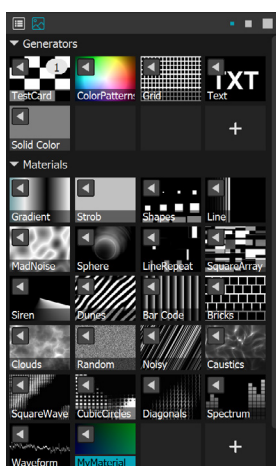 Generators
1
TestCard
ColorPatterns
Grid
TXT
Text
Solid Color
+
Materials
Gradient
Strob
Shapes
Line
MadNoise
Sphere
LineRepeat
SquareArray
Siren
Dunes
Bar Code
Bricks
Clouds
Random
Noisy
Caustics
SquareWave
CubicCircles
Diagonals
Spectrum
Waveform
MyMaterial
+